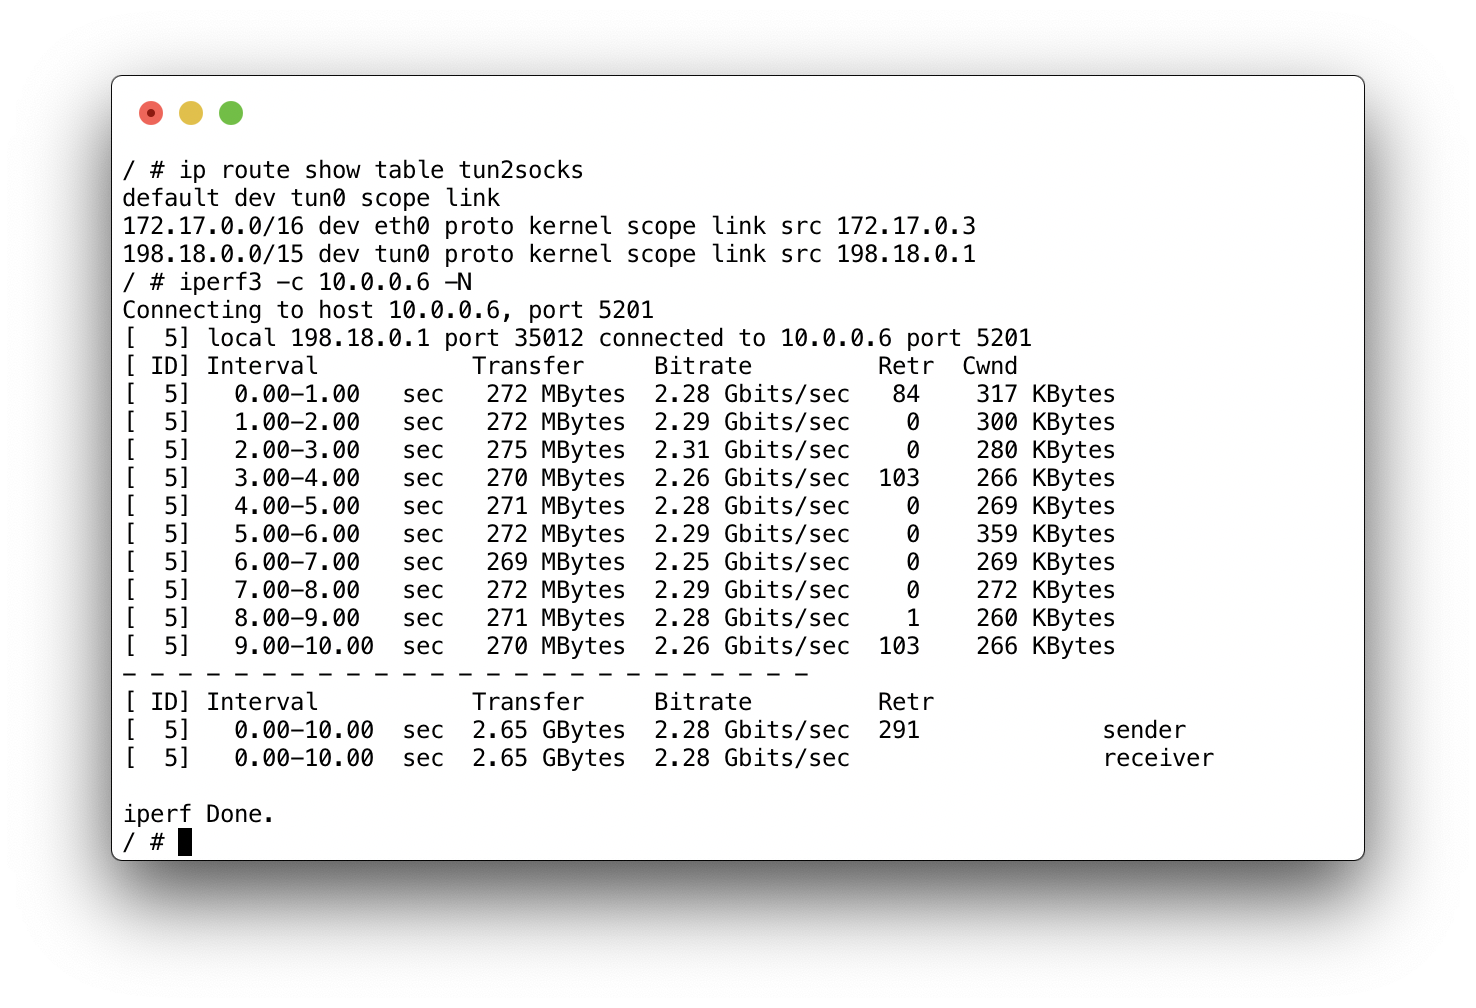 / # ip route show table tun2socks
default dev tun0 scope link
172.17.0.0/16 dev eth0 proto kernel scope link src 172.17.0.3
198.18.0.0/15 dev tun0 proto kernel scope link src 198.18.0.1
/ # iperf3 -c 10.0.0.6 -N
Connecting to host 10.0.0.6, port 5201
[  5] local 198.18.0.1 port 35012 connected to 10.0.0.6 port 5201
[ ID] Interval           Transfer     Bitrate         Retr  Cwnd
[  5]   0.00-1.00   sec   272 MBytes  2.28 Gbits/sec   84    317 KBytes
[  5]   1.00-2.00   sec   272 MBytes  2.29 Gbits/sec    0    300 KBytes
[  5]   2.00-3.00   sec   275 MBytes  2.31 Gbits/sec    0    280 KBytes
[  5]   3.00-4.00   sec   270 MBytes  2.26 Gbits/sec  103    266 KBytes
[  5]   4.00-5.00   sec   271 MBytes  2.28 Gbits/sec    0    269 KBytes
[  5]   5.00-6.00   sec   272 MBytes  2.29 Gbits/sec    0    359 KBytes
[  5]   6.00-7.00   sec   269 MBytes  2.25 Gbits/sec    0    269 KBytes
[  5]   7.00-8.00   sec   272 MBytes  2.29 Gbits/sec    0    272 KBytes
[  5]   8.00-9.00   sec   271 MBytes  2.28 Gbits/sec    1    260 KBytes
[  5]   9.00-10.00  sec   270 MBytes  2.26 Gbits/sec  103    266 KBytes
- - - - - - - - - - - - - - - - - - - - - - - - -
[ ID] Interval           Transfer     Bitrate         Retr
[  5]   0.00-10.00  sec  2.65 GBytes  2.28 Gbits/sec  291             sender
[  5]   0.00-10.00  sec  2.65 GBytes  2.28 Gbits/sec                  receiver

iperf Done.
/ #